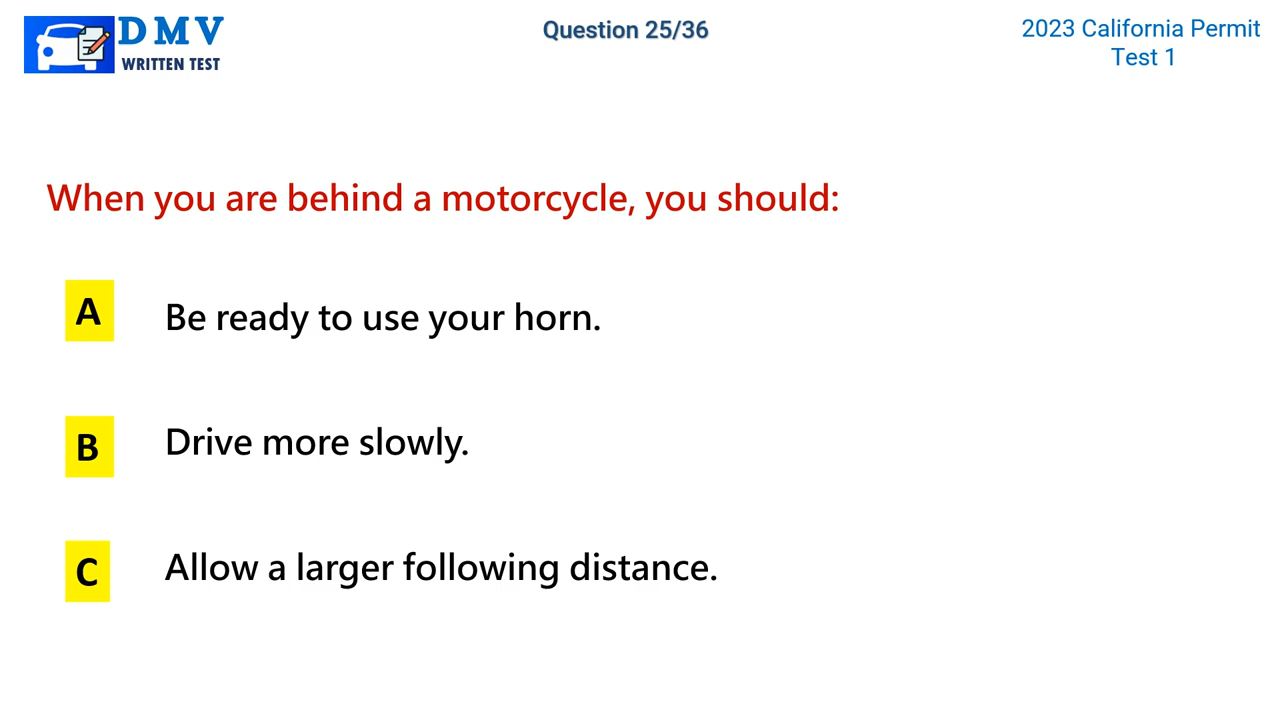 DMV
WRITTEN TEST
Question 25/36
2023 California Permit
Test 1
When you are behind a motorcycle, you should:
A Be ready to use your horn.
B Drive more slowly.
C Allow a larger following distance.